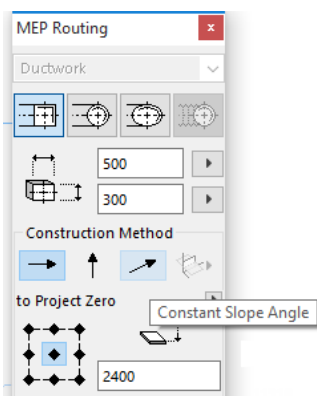 MEP Routing
x
Ductwork
500
300
Construction Method
to Project Zero
Constant Slope Angle
2400